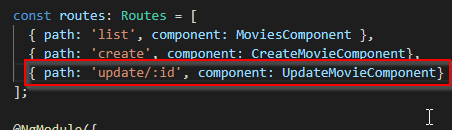 const routes: Routes = [
{ path: 'list', component: MoviesComponent },
{ path: 'create', component: CreateMovieComponent},
{ path: 'update/:id', component: UpdateMovieComponent}
];
@NgModule({